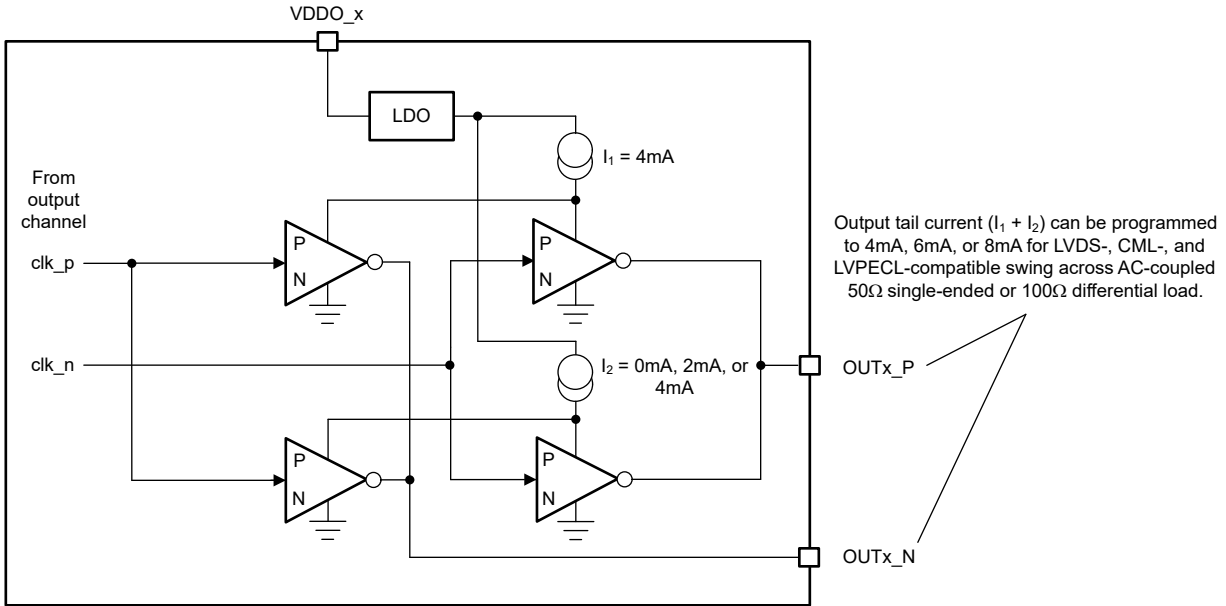 VDDO_x
LDO
I₁ = 4mA
From
output
channel
P
N
P
N
clk_p
Output tail current (I₁ + I₂) can be programmed
to 4mA, 6mA, or 8mA for LVDS-, CML-, and
LVPECL-compatible swing across AC-coupled
50Ω single-ended or 100Ω differential load.
clk_n
I₂ = 0mA, 2mA, or
4mA
OUTx_P
P
N
P
N
OUTx_N